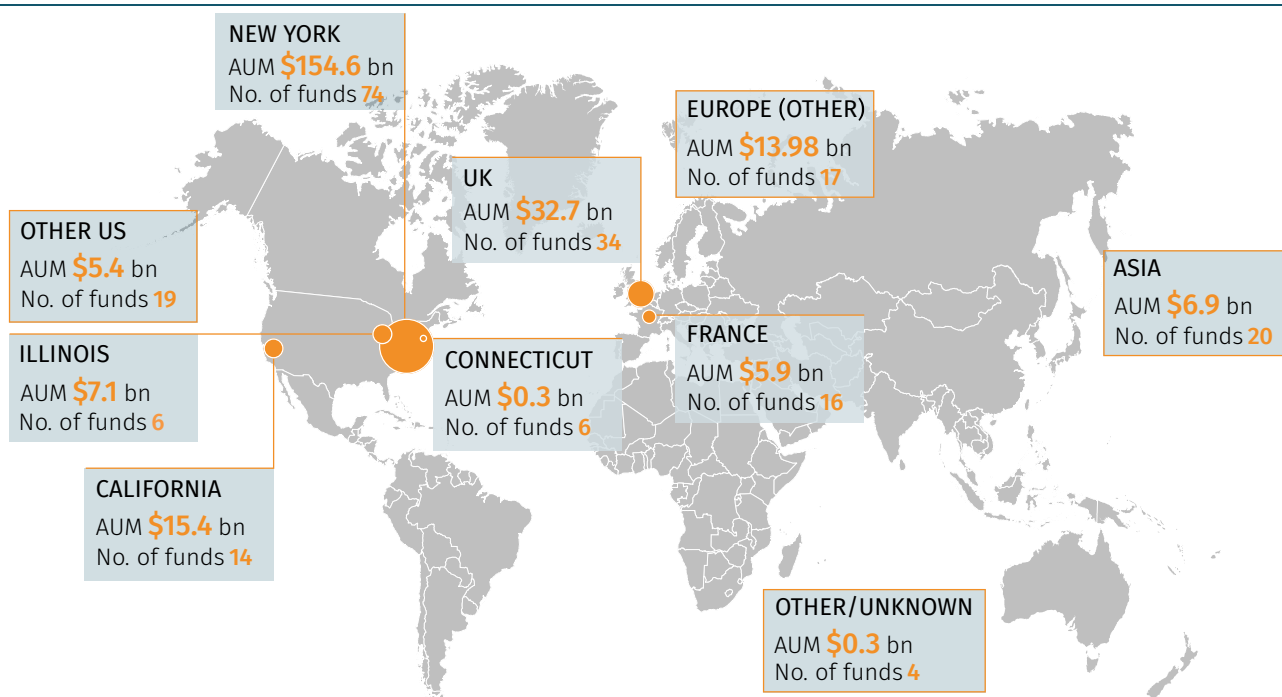 NEW YORK
AUM $154.6 bn
No. of funds 74
EUROPE (OTHER)
AUM $13.98 bn
No. of funds 17
UK
AUM $32.7 bn
No. of funds 34
OTHER US
AUM $5.4 bn
No. of funds 19
ASIA
AUM $6.9 bn
No. of funds 20
ILLINOIS
AUM $7.1 bn
No. of funds 6
CONNECTICUT
AUM $0.3 bn
No. of funds 6
FRANCE
AUM $5.9 bn
No. of funds 16
CALIFORNIA
AUM $15.4 bn
No. of funds 14
OTHER/UNKNOWN
AUM $0.3 bn
No. of funds 4